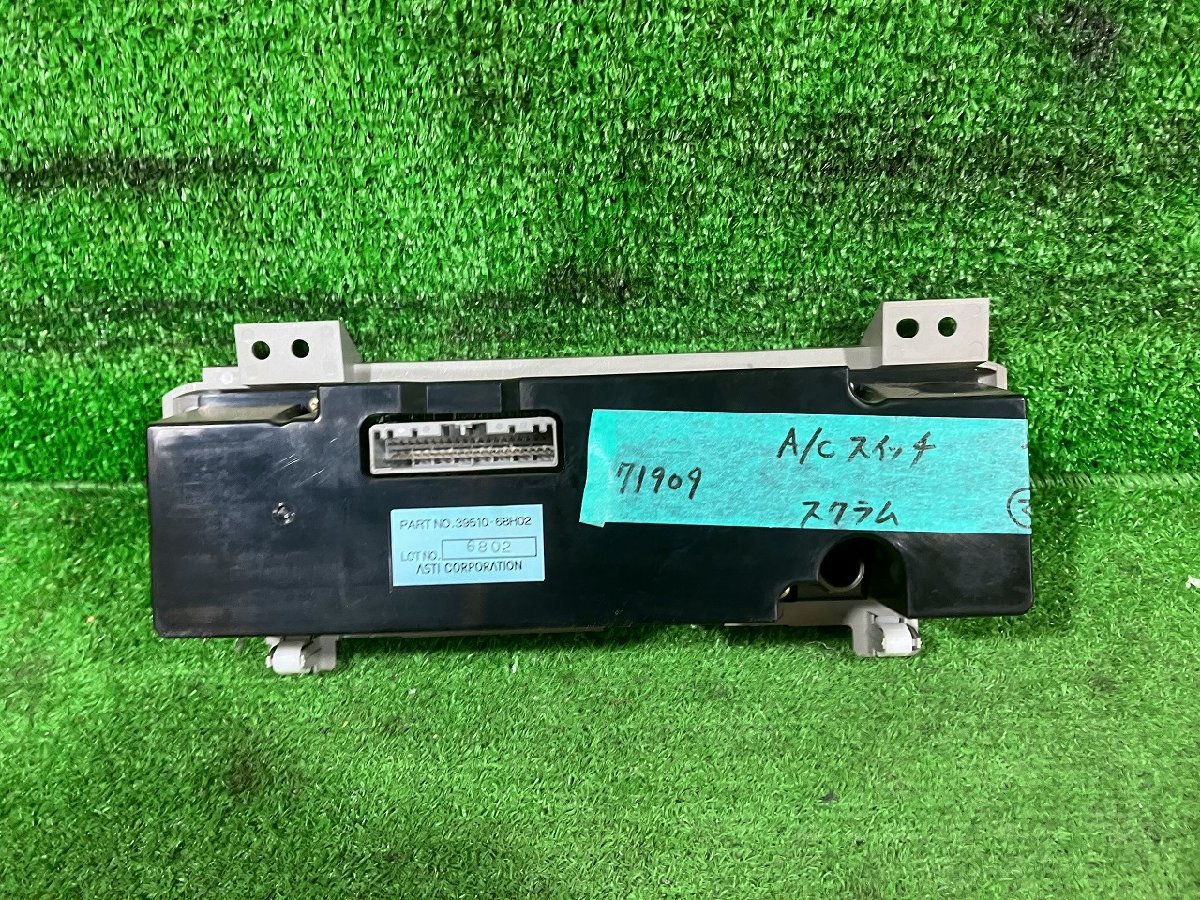 A/C スイッチ
71909
スクラム
PART NO. 39510-68H02
LOT NO. 6802
ASTI CORPORATION